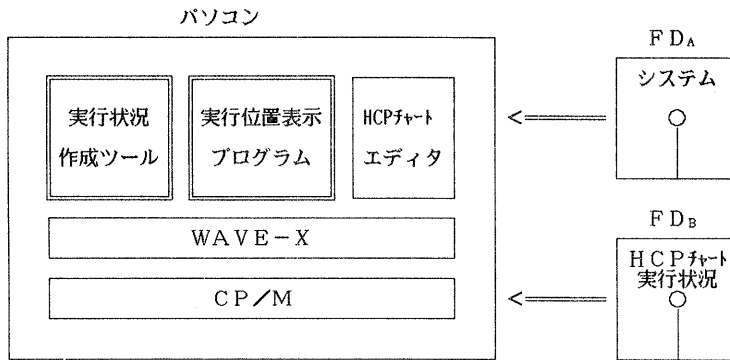 パソコン
FDA
システム
実行状況
作成ツール
実行位置表示
プログラム
HCPチャート
エディタ
WAVE-X
CP/M
FDB
HCPチャート
実行状況